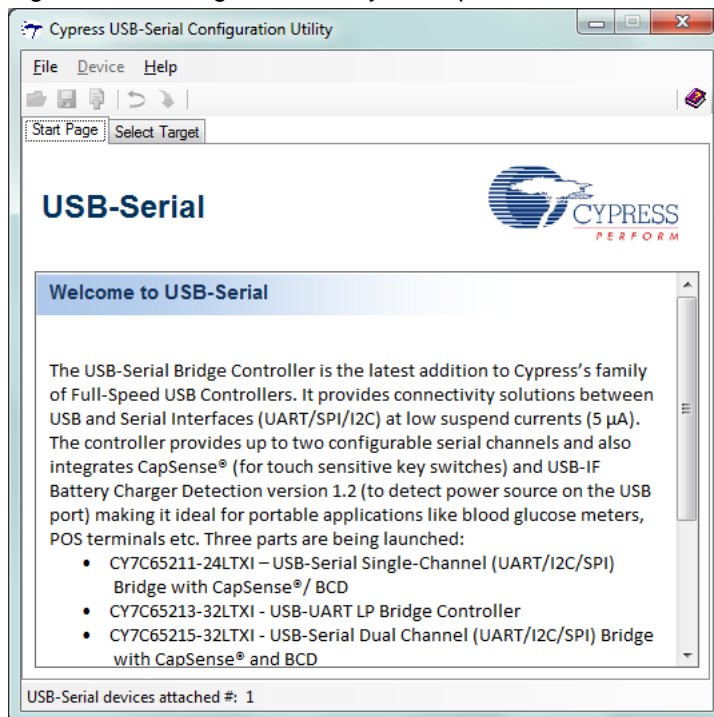 Cypress USB-Serial Configuration Utility
File Device Help
Start Page Select Target
USB-Serial
CYPRESS
PERFORM
Welcome to USB-Serial
The USB-Serial Bridge Controller is the latest addition to Cypress's family
of Full-Speed USB Controllers. It provides connectivity solutions between
USB and Serial Interfaces (UART/SPI/I2C) at low suspend currents (5 µA).
The controller provides up to two configurable serial channels and also
integrates CapSense® (for touch sensitive key switches) and USB-IF
Battery Charger Detection version 1.2 (to detect power source on the USB
port) making it ideal for portable applications like blood glucose meters,
POS terminals etc. Three parts are being launched:
• CY7C65211-24LTXI – USB-Serial Single-Channel (UART/I2C/SPI)
Bridge with CapSense®/ BCD
• CY7C65213-32LTXI - USB-UART LP Bridge Controller
• CY7C65215-32LTXI - USB-Serial Dual Channel (UART/I2C/SPI) Bridge
with CapSense® and BCD
USB-Serial devices attached #: 1